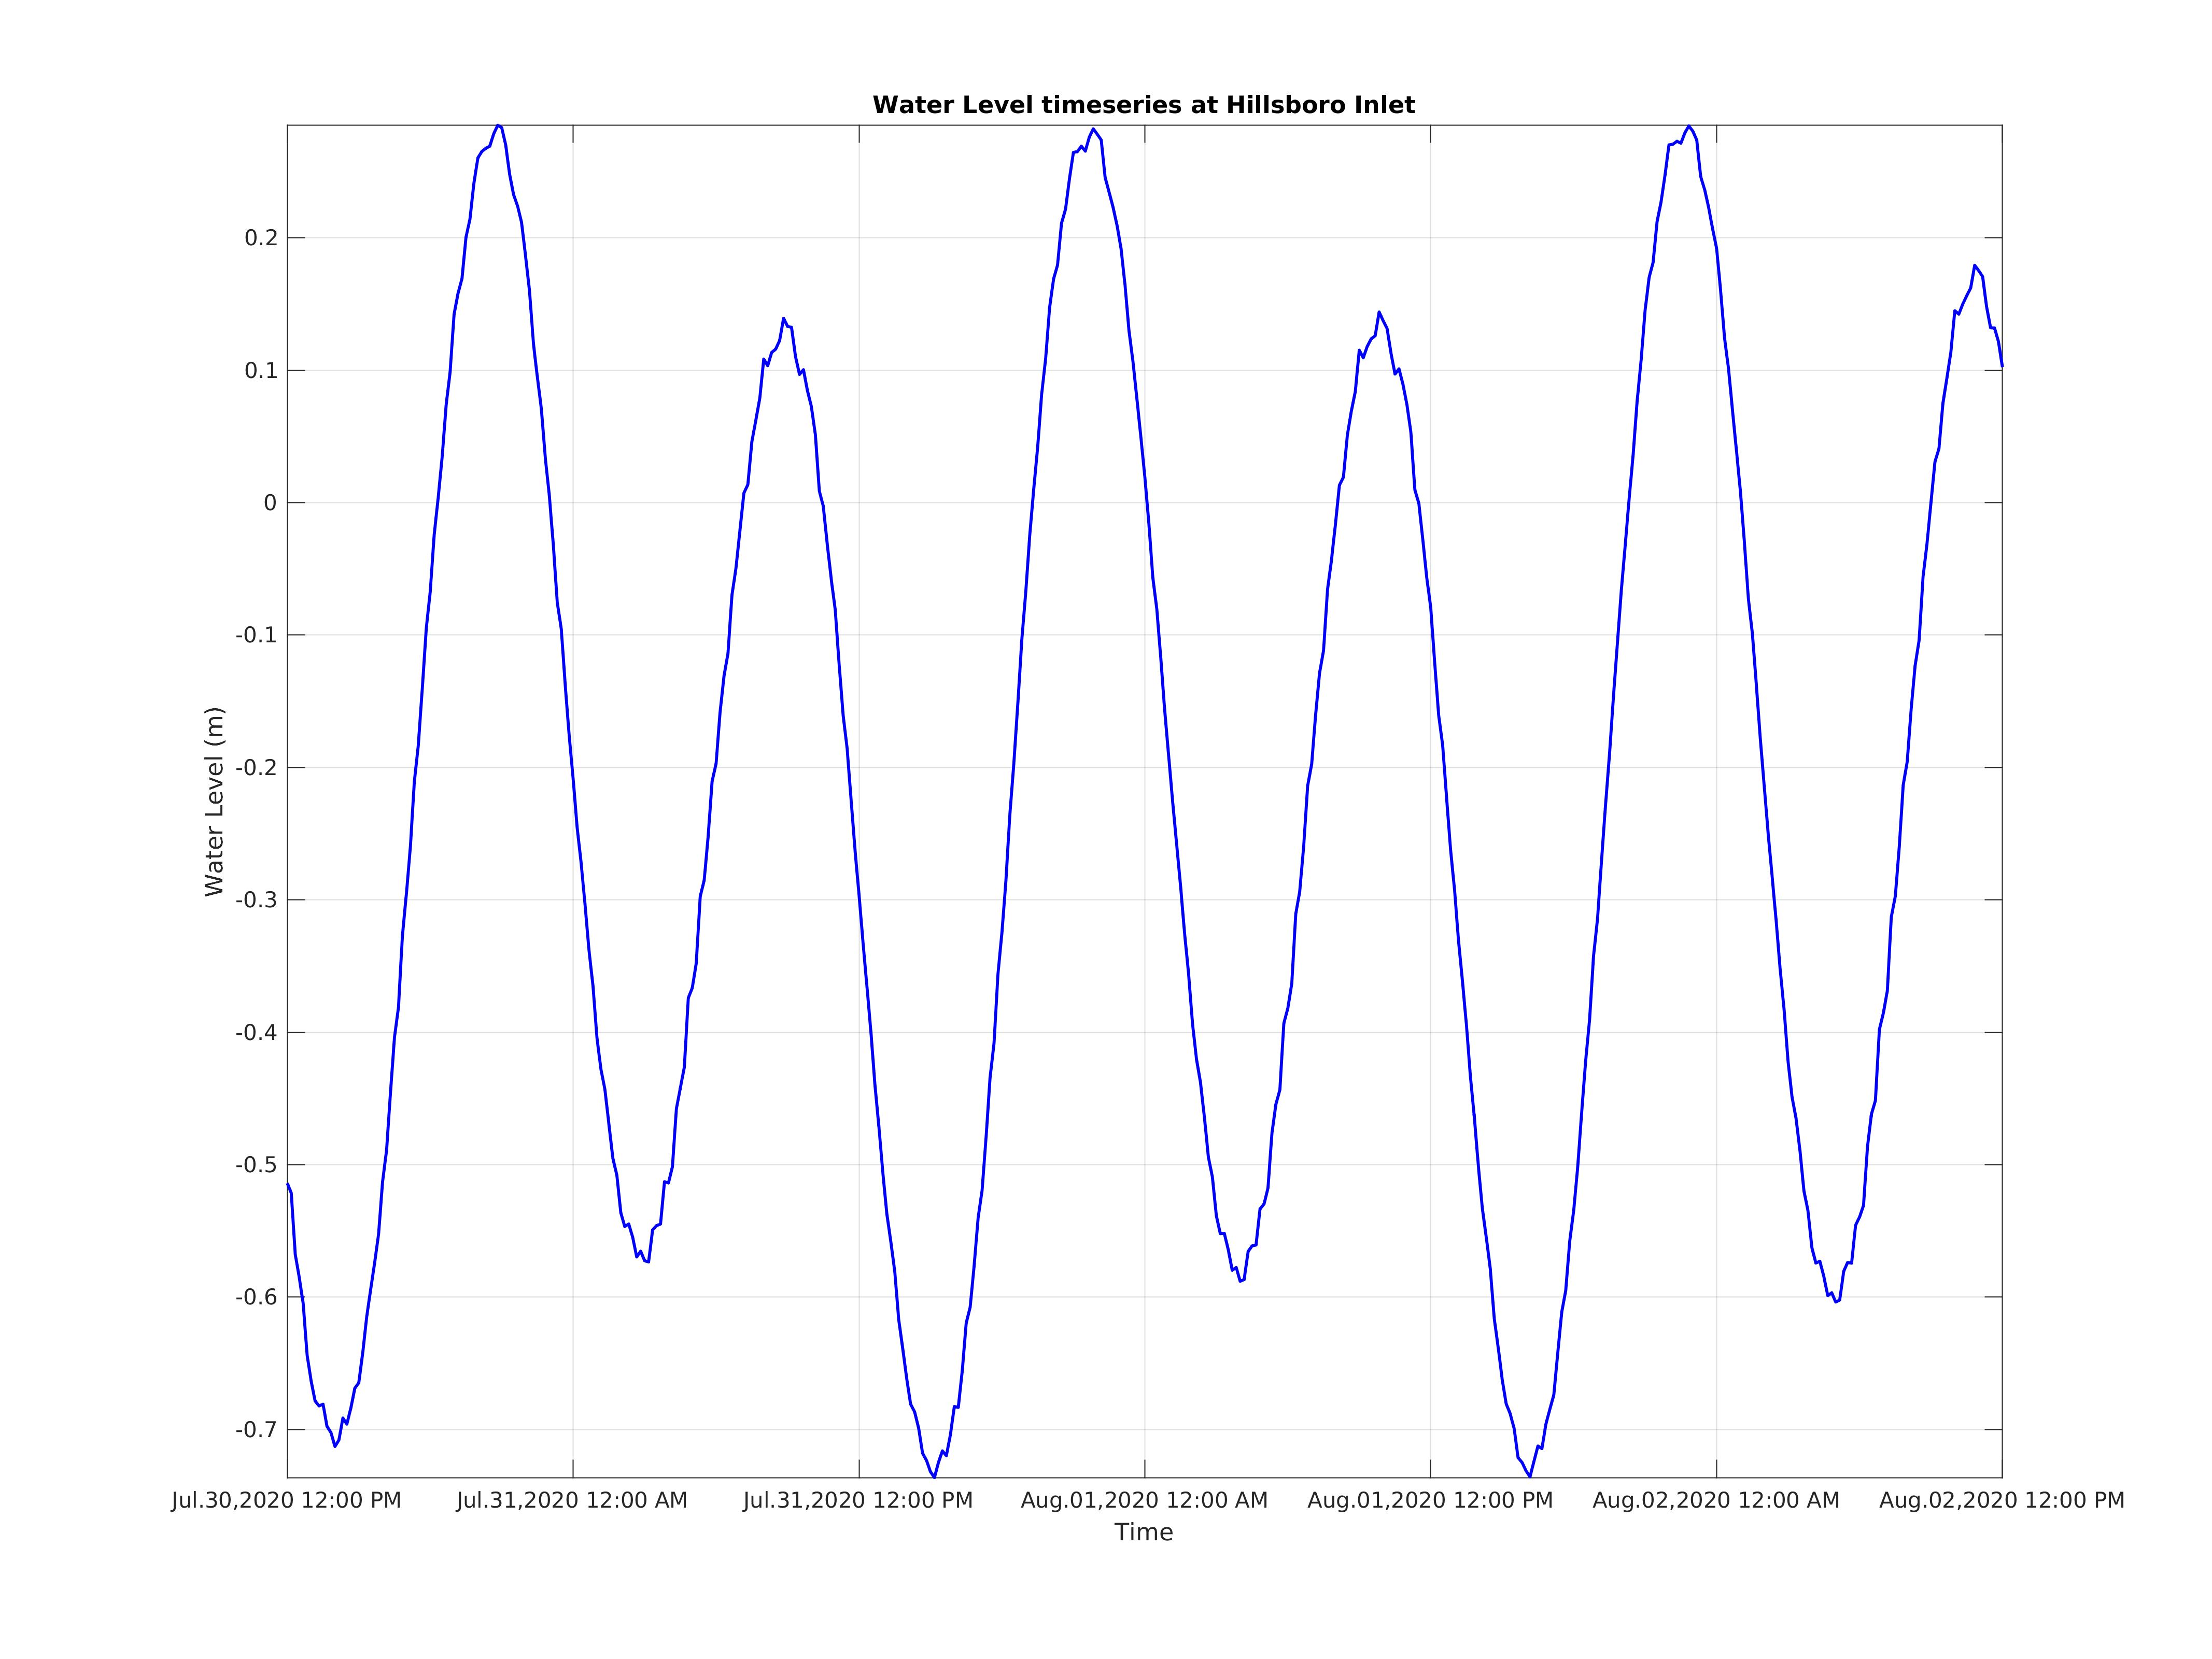 Water Level timeseries at Hillsboro Inlet
0.2
0.1
0
-0.1
-0.2
-0.3
-0.4
-0.5
-0.6
-0.7
Water Level (m)
Jul.30,2020 12:00 PM Jul.31,2020 12:00 AM Jul.31,2020 12:00 PM Aug.01,2020 12:00 AM Aug.01,2020 12:00 PM Aug.02,2020 12:00 AM Aug.02,2020 12:00 PM
Time